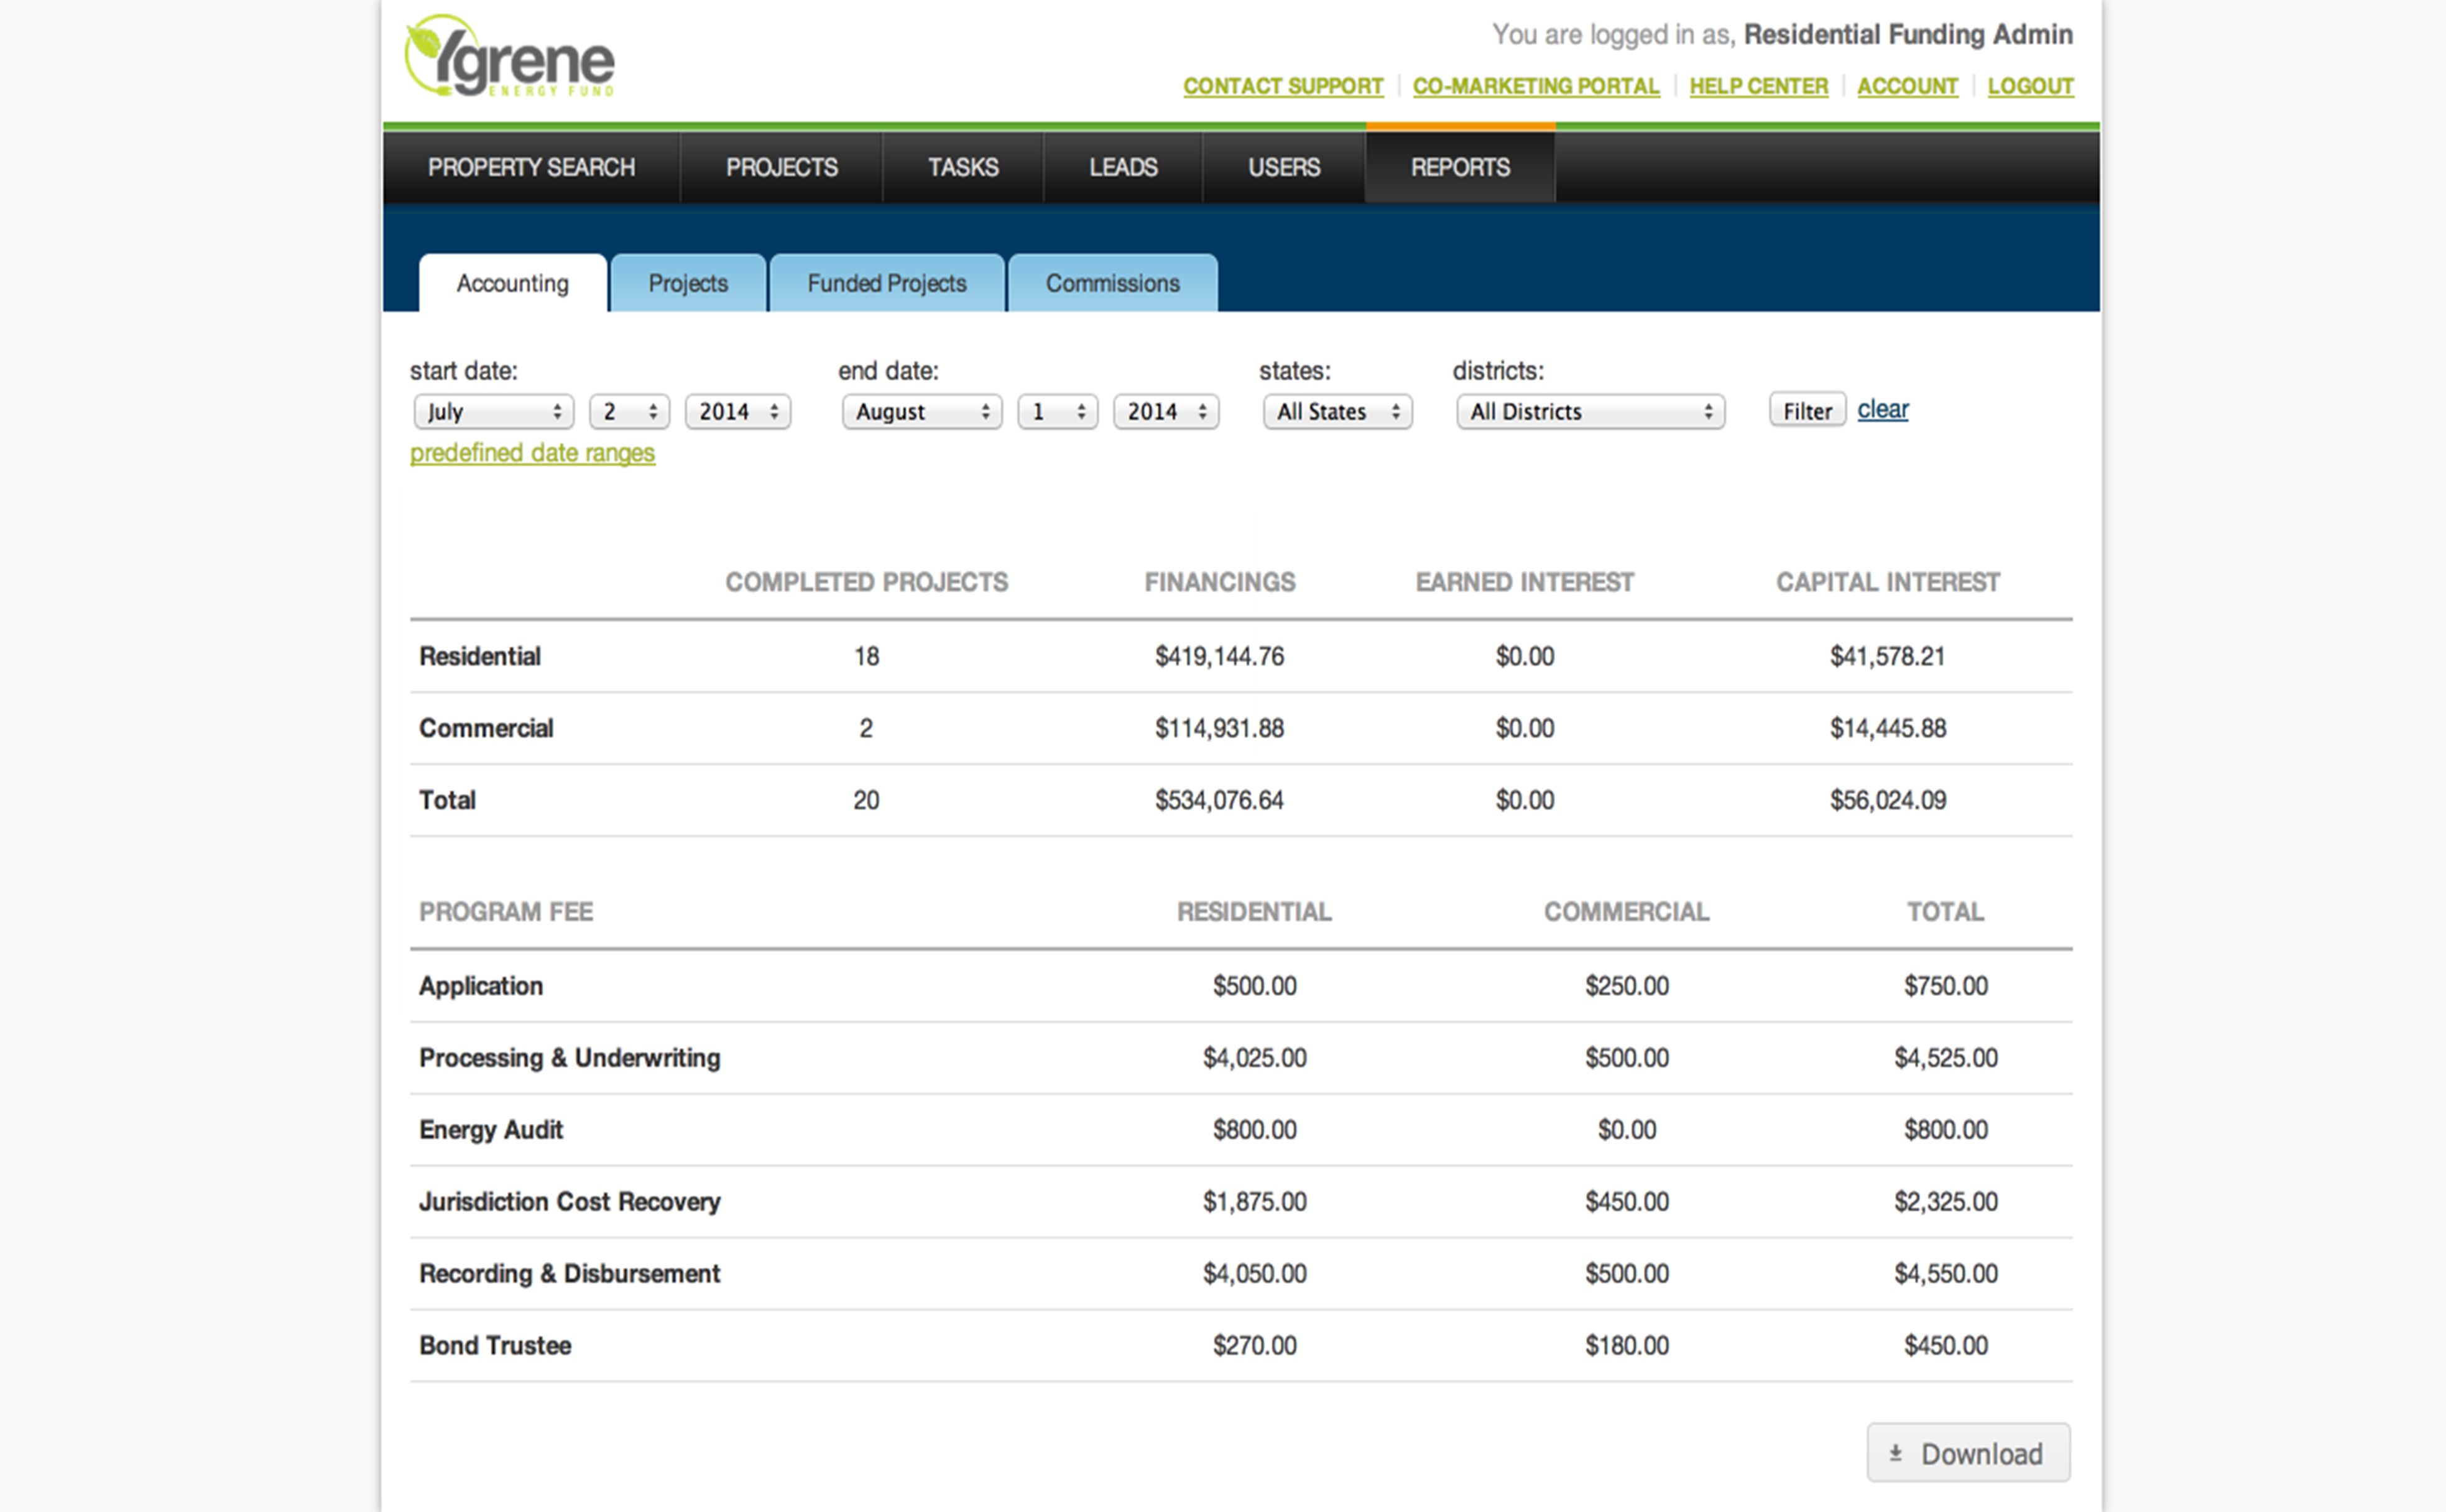 Ygrene
ENERGY FUND
You are logged in as, Residential Funding Admin
CONTACT SUPPORT CO-MARKETING PORTAL HELP CENTER ACCOUNT LOGOUT
PROPERTY SEARCH PROJECTS TASKS LEADS USERS REPORTS
Accounting Projects Funded Projects Commissions
start date: end date: states: districts:
July 2 2014 August 1 2014 All States All Districts Filter clear
predefined date ranges
COMPLETED PROJECTS FINANCINGS EARNED INTEREST CAPITAL INTEREST
Residential 18 $419,144.76 $0.00 $41,578.21
Commercial 2 $114,931.88 $0.00 $14,445.88
Total 20 $534,076.64 $0.00 $56,024.09
PROGRAM FEE RESIDENTIAL COMMERCIAL TOTAL
Application $500.00 $250.00 $750.00
Processing & Underwriting $4,025.00 $500.00 $4,525.00
Energy Audit $800.00 $0.00 $800.00
Jurisdiction Cost Recovery $1,875.00 $450.00 $2,325.00
Recording & Disbursement $4,050.00 $500.00 $4,550.00
Bond Trustee $270.00 $180.00 $450.00
Download